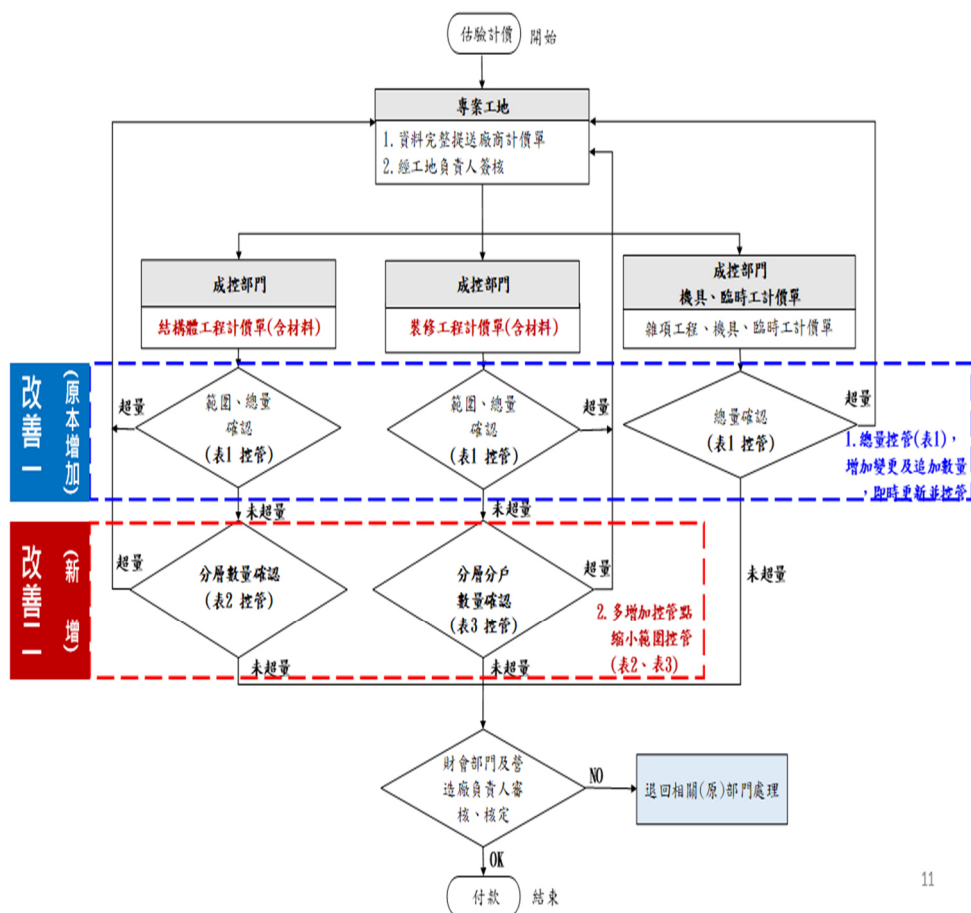 估驗計價 開始
專案工地
1.資料完整提送廠商計價單
2.經工地負責人簽核
成控部門
結構體工程計價單(含材料)
成控部門
裝修工程計價單(含材料)
成控部門
機具、臨時工計價單
雜項工程、機具、臨時工計價單
改善一
(原本增加)
超量
範圍、總量
確認
(表1 控管)
範圍、總量
確認
(表1 控管)
超量
總量確認
(表1 控管)
超量
1.總量控管(表1),
增加變更及追加數量
,即時更新並控管
未超量
未超量
改善二
(新 增)
超量
分層數量確認
(表2 控管)
分層分户
數量確認
(表3 控管)
超量
未超量
2.多增加控管點
縮小範圍控管
(表2、表3)
未超量
未超量
財會部門及營
造廠負責人審
核、核定
NO
退回相關(原)部門處理
OK
付款 結束
11